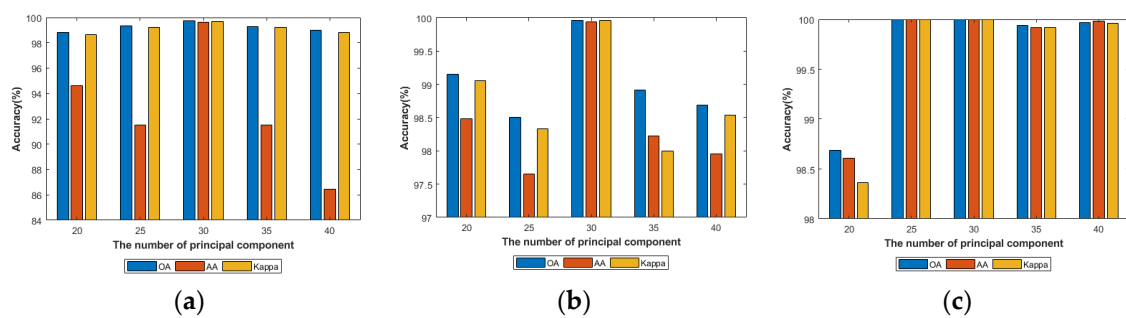 100
98
96
94
92
90
88
86
84
Accuracy(%)
20 25 30 35 40
The number of principal component
OA AA Kappa
(a)
100
99.5
99
98.5
98
97.5
97
Accuracy(%)
20 25 30 35 40
The number of principal component
OA AA Kappa
(b)
100
99.5
99
98.5
98
Accuracy(%)
20 25 30 35 40
The number of principal component
OA AA Kappa
(c)